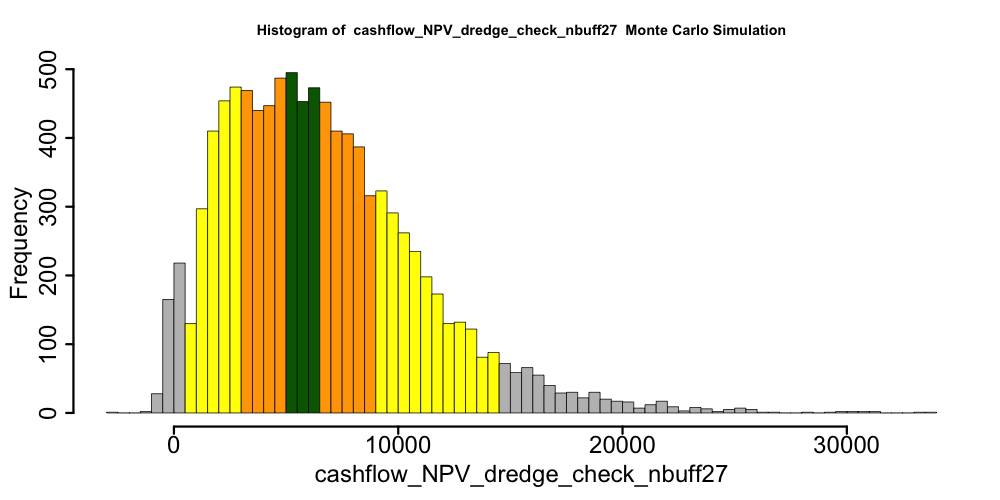 Histogram of cashflow_NPV_dredge_check_nbuff27 Monte Carlo Simulation
500
400
300
200
100
0
Frequency
0 10000 20000 30000
cashflow_NPV_dredge_check_nbuff27